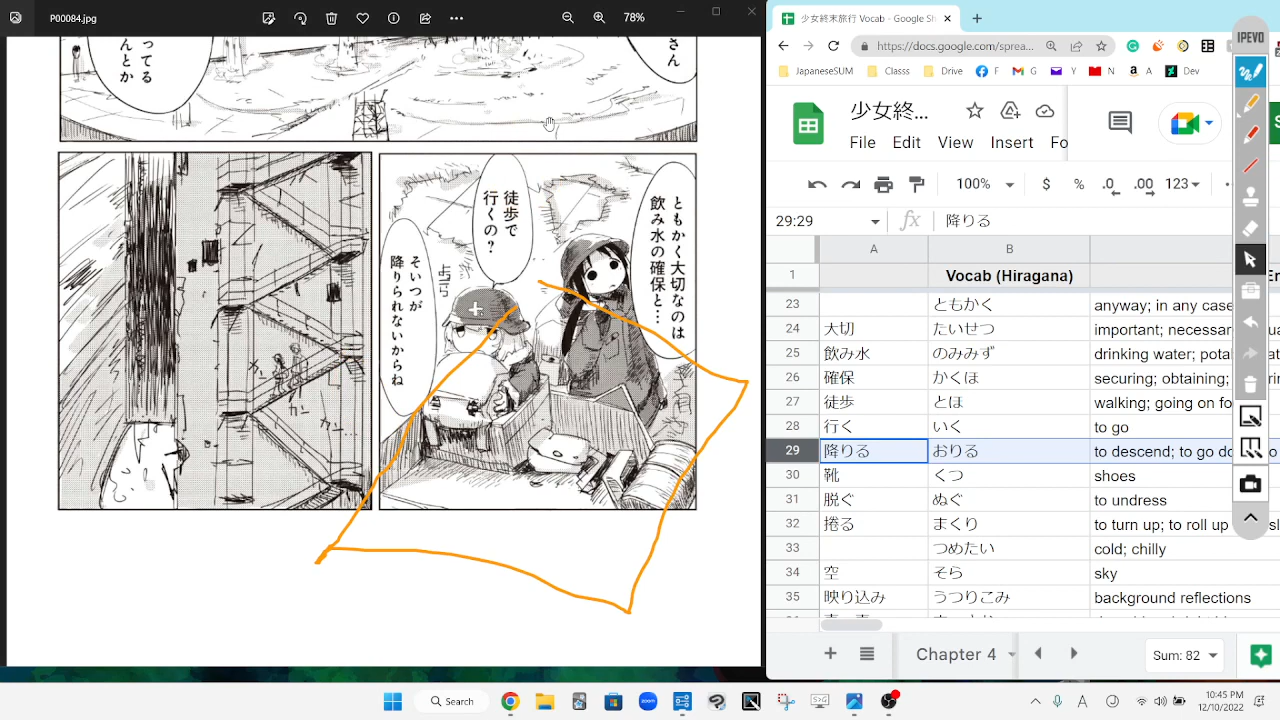 P00084.jpg
78%
さん
ってる
んとか
ともかく大切なのは
飲み水の確保と…
徒歩で
行くの?
そいつが
降りられないからね
よっこら
カン
カン…
少女終末旅行 Vocab - Google Sh
https://docs.google.com/sprea...
JapaneseSUM
Classs
Drive
F
G
Y
N
A
Dev
少女終...
File Edit View Insert Fo
100% $ % .0 .00 123
29:29
fx 降りる
A B
1 Vocab (Hiragana) Er
23 ともかく anyway; in any case
24 大切 たいせつ important; necessar
25 飲み水 のみみず drinking water; pota
26 確保 かくほ securing; obtaining;
27 徒歩 とほ walking; going on fo
28 行く いく to go
29 降りる おりる to descend; to go do
30 靴 くつ shoes
31 脱ぐ ぬぐ to undress
32 捲る まくり to turn up; to roll up
33 つめたい cold; chilly
34 空 そら sky
35 映り込み うつりこみ background reflections
Chapter 4
Sum: 82
IPEVO
Search
zoom
A
10:45 PM
12/10/2022